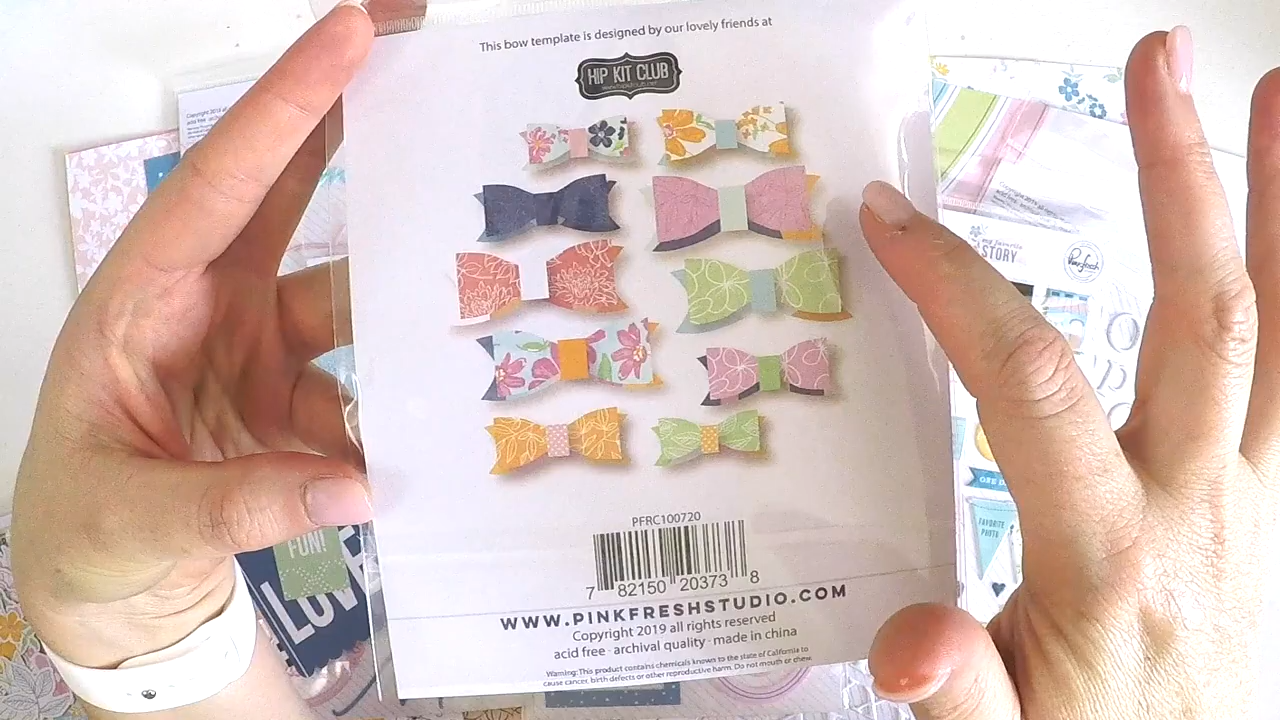 This bow template is designed by our lovely friends at
HIP KIT CLUB
PFRC100720
7 82150 20373 8
WWW.PINKFRESHSTUDIO.COM
Copyright 2019 all rights reserved
acid free · archival quality · made in china
Warning: This product contains chemicals known to the state of California to
cause cancer, birth defects or other reproductive harm. Do not mouth or chew.
FUN!
LOVE
my favorite
STORY
FAVORITE
PHOTO